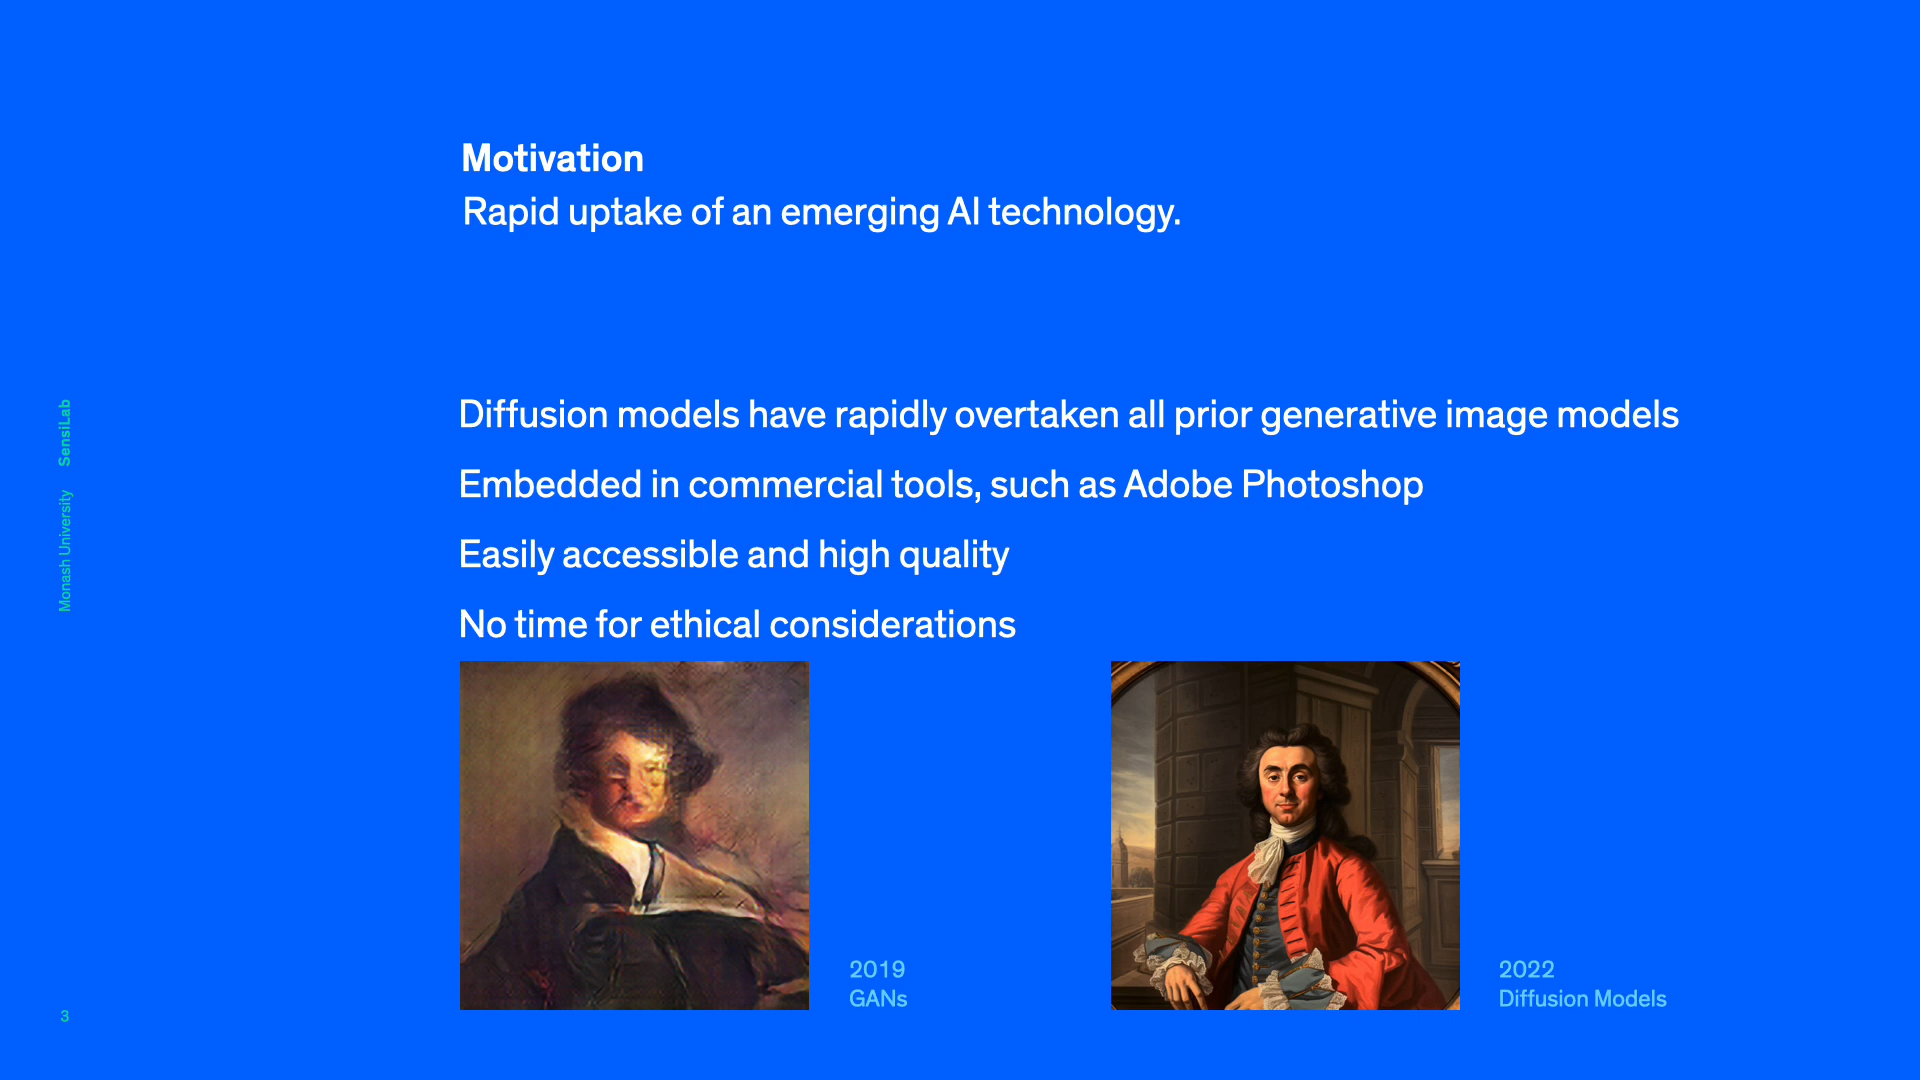 Motivation
Rapid uptake of an emerging AI technology.
Diffusion models have rapidly overtaken all prior generative image models
Embedded in commercial tools, such as Adobe Photoshop
Easily accessible and high quality
No time for ethical considerations
2019
GANs
2022
Diffusion Models
Monash University SensiLab
3